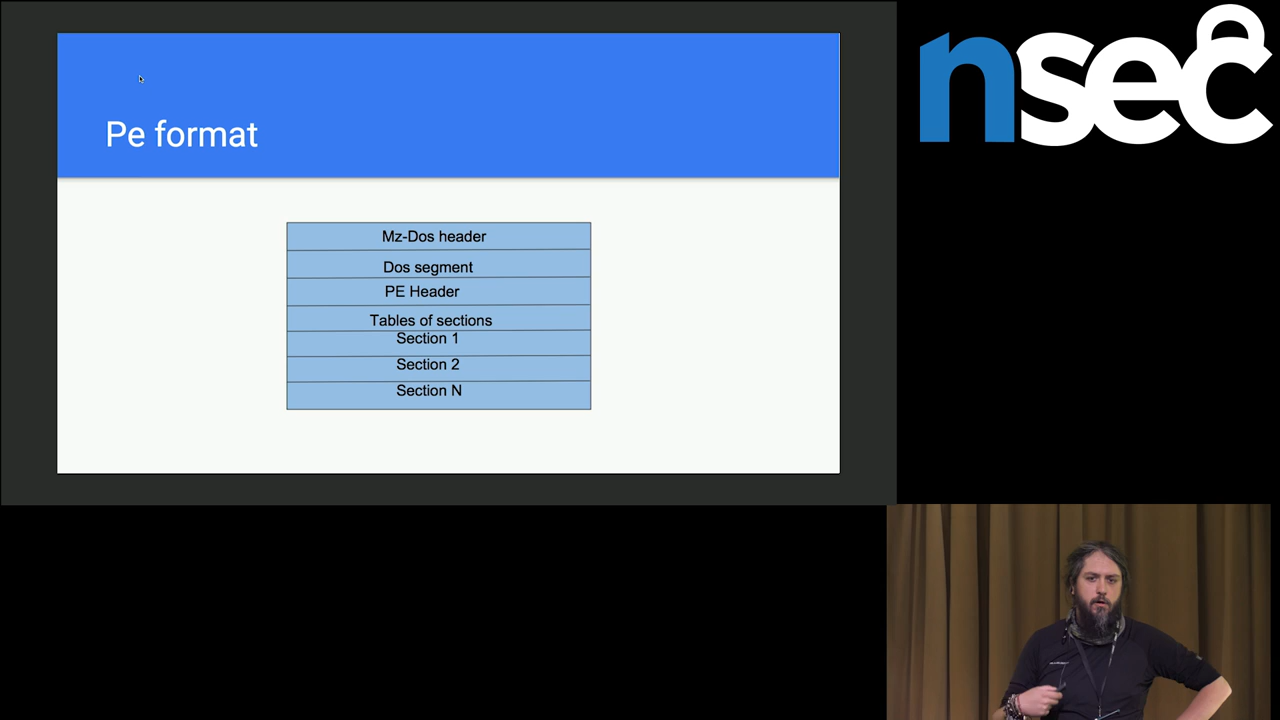 Pe format
Mz-Dos header
Dos segment
PE Header
Tables of sections
Section 1
Section 2
Section N
nsec